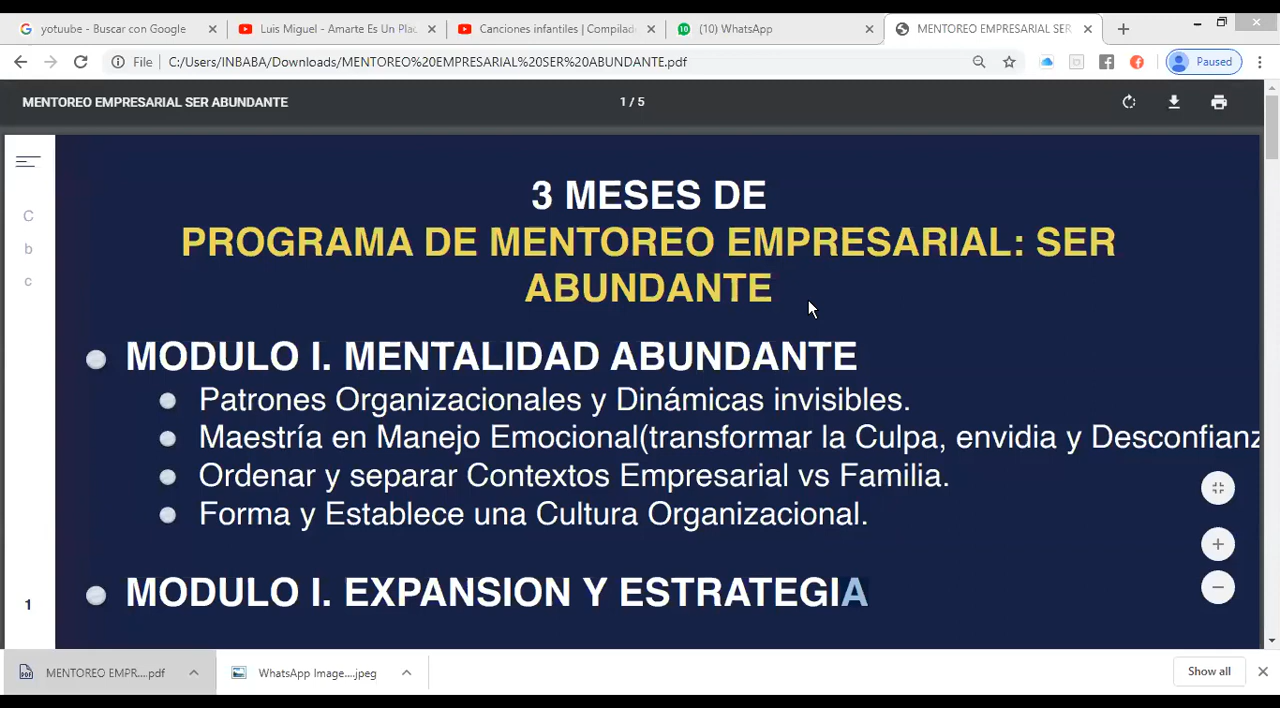 yotuube - Buscar con Google
Luis Miguel - Amarte Es Un Pla
Canciones infantiles | Compilad
(10) WhatsApp
MENTOREO EMPRESARIAL SER
File
C:/Users/INBABA/Downloads/MENTOREO%20EMPRESARIAL%20SER%20ABUNDANTE.pdf
Paused
MENTOREO EMPRESARIAL SER ABUNDANTE
1 / 5
C
b
c
1
3 MESES DE
PROGRAMA DE MENTOREO EMPRESARIAL: SER
ABUNDANTE
MODULO I. MENTALIDAD ABUNDANTE
Patrones Organizacionales y Dinámicas invisibles.
Maestría en Manejo Emocional(transformar la Culpa, envidia y Desconfianz
Ordenar y separar Contextos Empresarial vs Familia.
Forma y Establece una Cultura Organizacional.
MODULO I. EXPANSION Y ESTRATEGIA
MENTOREO EMPR....pdf
WhatsApp Image....jpeg
Show all